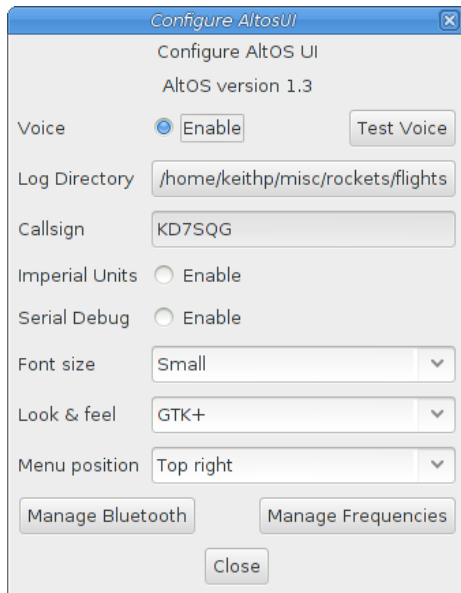 Configure AltosUI
Configure AltOS UI
AltOS version 1.3
Voice Enable Test Voice
Log Directory /home/keithp/misc/rockets/flights
Callsign KD7SQG
Imperial Units Enable
Serial Debug Enable
Font size Small
Look & feel GTK+
Menu position Top right
Manage Bluetooth Manage Frequencies
Close